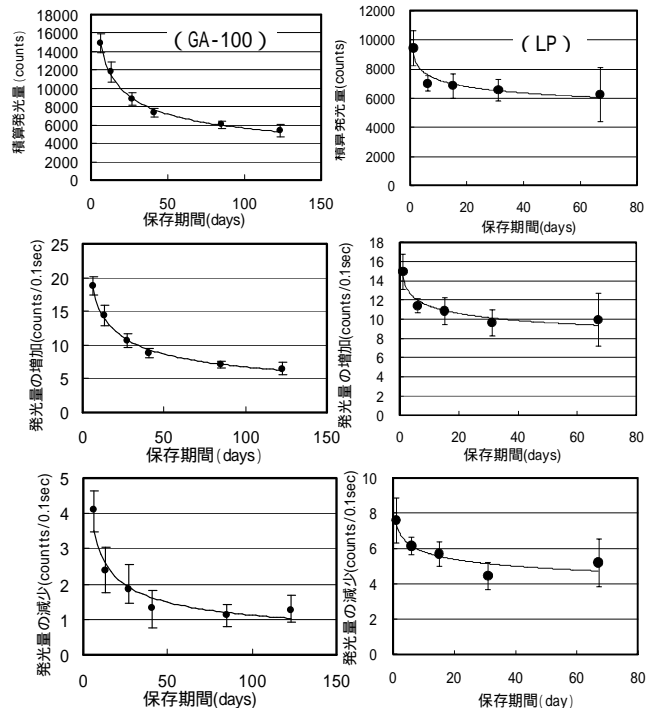 (GA-100)
積算発光量(counts)
18000
16000
14000
12000
10000
8000
6000
4000
2000
0
0 50 100 150
保存期間(days)
(LP)
積算発光量(counts)
12000
10000
8000
6000
4000
2000
0
0 20 40 60 80
保存期間(days)
発光量の増加(counts/0.1sec)
25
20
15
10
5
0
0 50 100 150
保存期間(days)
発光量の増加(counts/0.1sec)
18
16
14
12
10
8
6
4
2
0
0 20 40 60 80
保存期間(days)
発光量の減少(countts/0.1sec)
5
4
3
2
1
0
0 50 100 150
保存期間(days)
発光量の減少(counts/0.1sec)
10
8
6
4
2
0
0 20 40 60 80
保存期間(day)